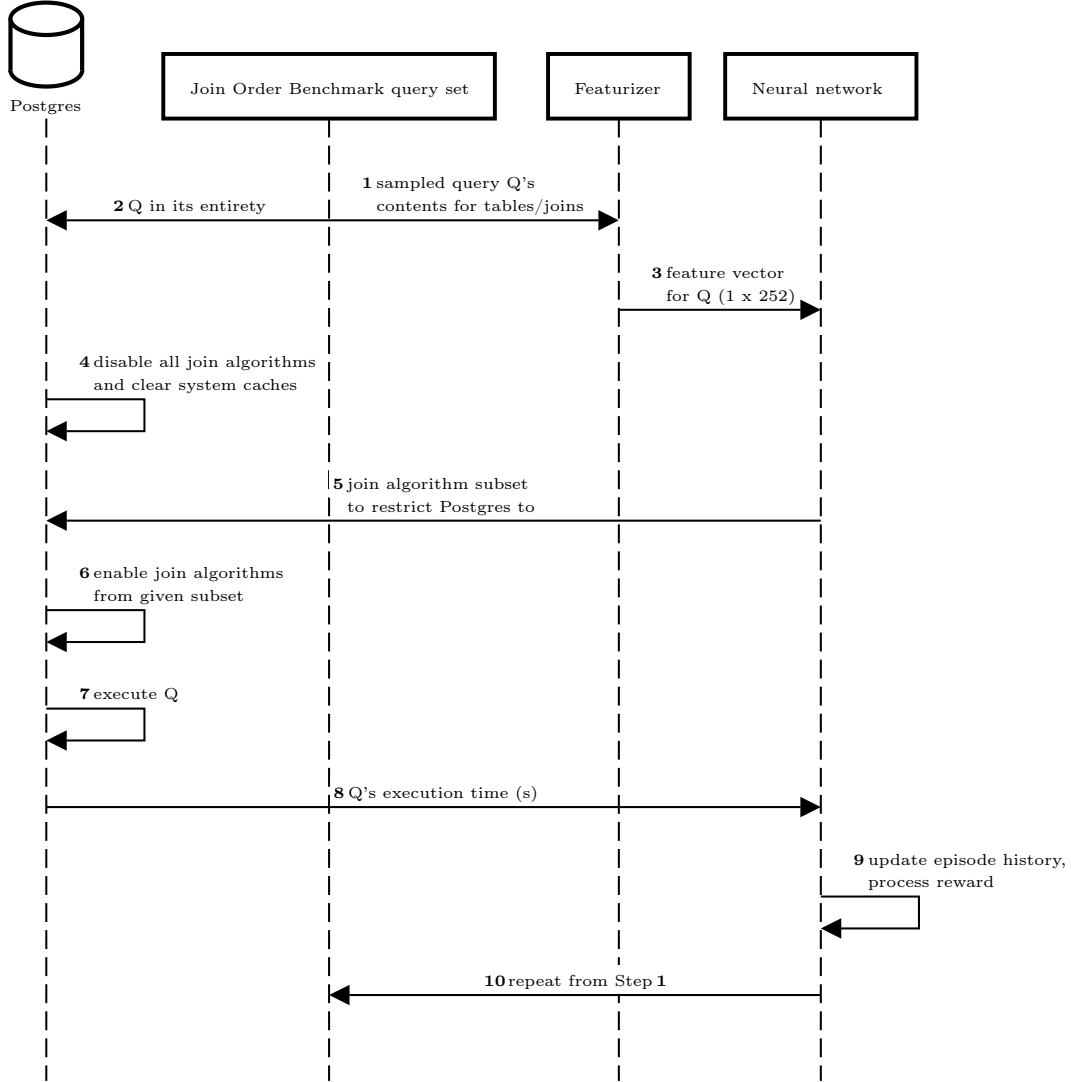 Postgres
Join Order Benchmark query set
Featurizer
Neural network
1 sampled query Q's
contents for tables/joins
2 Q in its entirety
3 feature vector
for Q (1 x 252)
4 disable all join algorithms
and clear system caches
5 join algorithm subset
to restrict Postgres to
6 enable join algorithms
from given subset
7 execute Q
8 Q's execution time (s)
9 update episode history,
process reward
10 repeat from Step 1